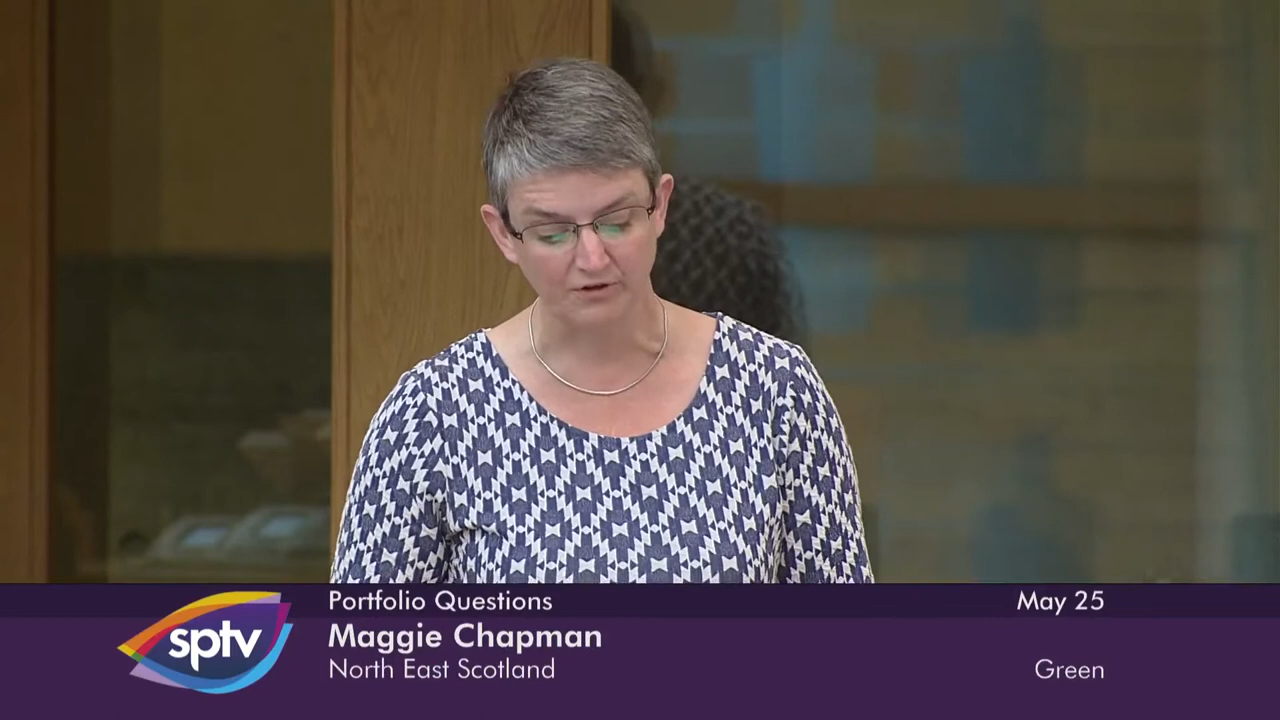 Portfolio Questions May 25
sptv Maggie Chapman
North East Scotland Green